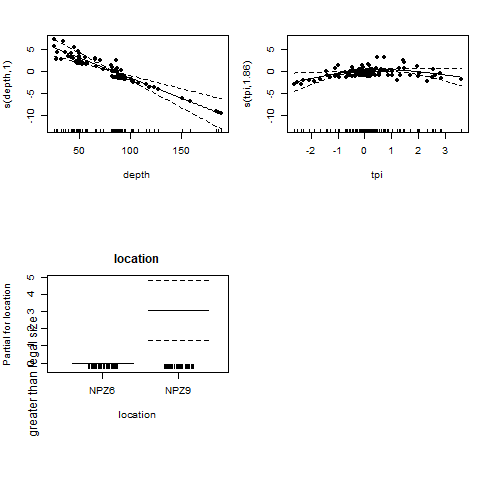 s(depth,1)
5
0
-5
-10
50 100 150
depth
s(tpi,1.86)
5
0
-5
-10
-2 -1 0 1 2 3
tpi
location
Partial for location
greater than legal size
5
4
3
2
1
0
NPZ6 NPZ9
location